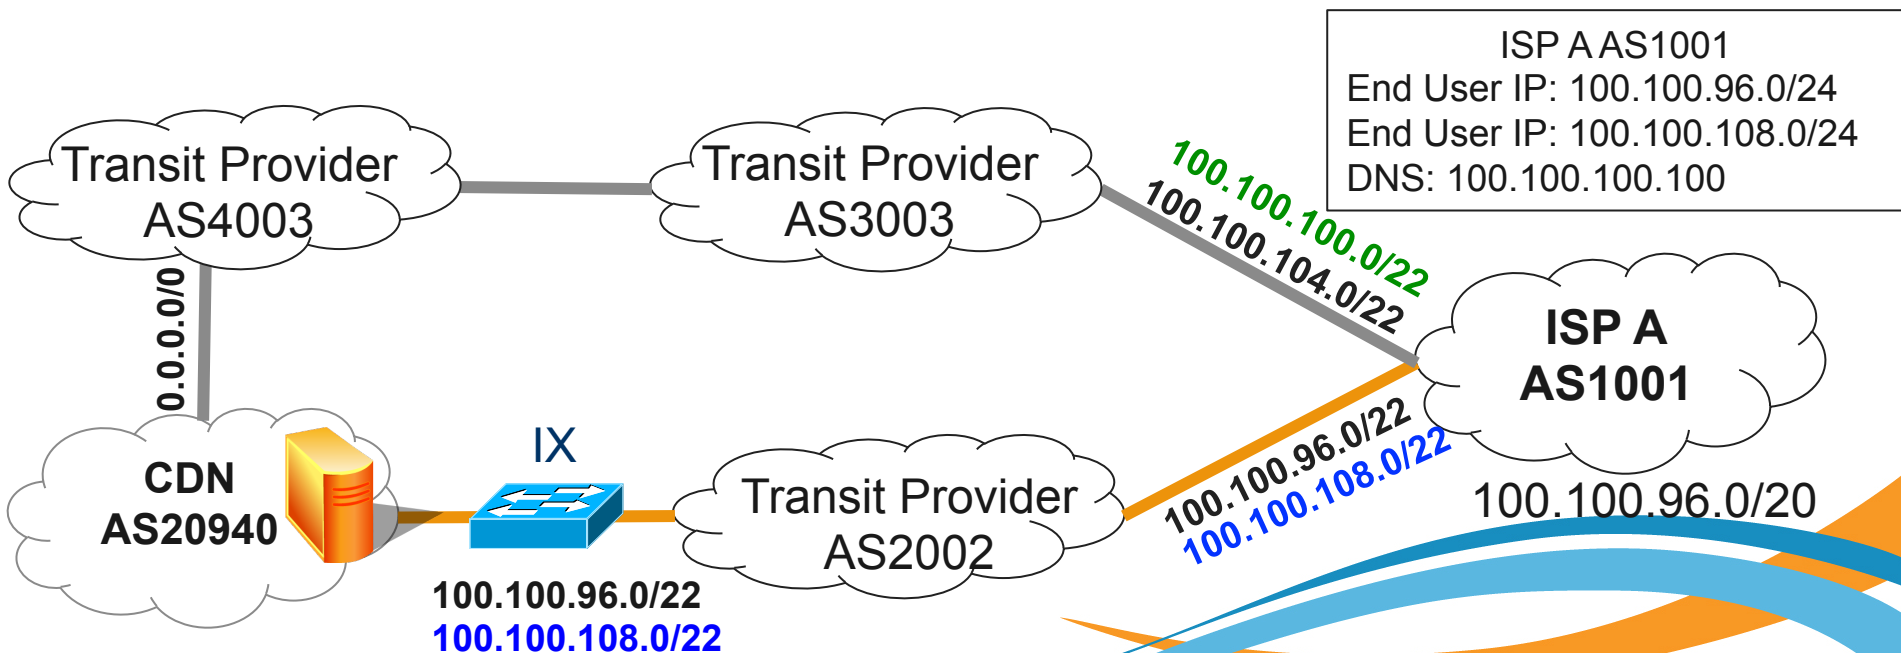 ISP A AS1001
End User IP: 100.100.96.0/24
End User IP: 100.100.108.0/24
DNS: 100.100.100.100
Transit Provider
AS4003
Transit Provider
AS3003
100.100.100.0/22
100.100.104.0/22
0.0.0.0/0
ISP A
AS1001
100.100.96.0/20
CDN
AS20940
IX
Transit Provider
AS2002
100.100.96.0/22
100.100.108.0/22
100.100.96.0/22
100.100.108.0/22